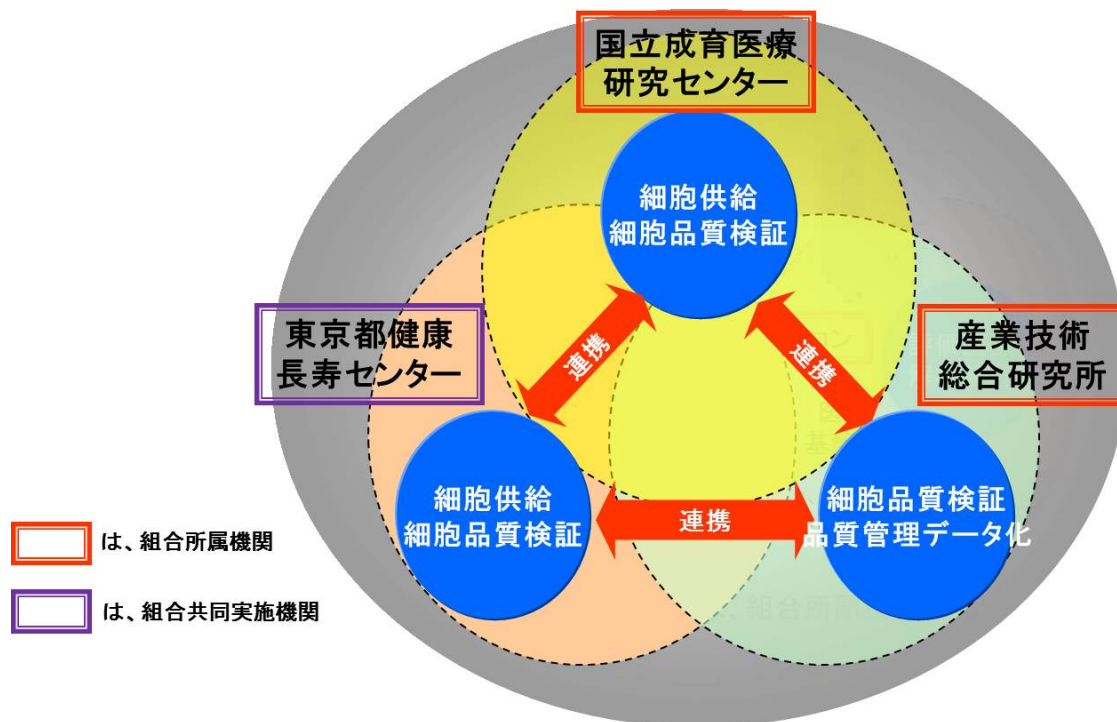 国立成育医療
研究センター
細胞供給
細胞品質検証
東京都健康
長寿センター
連携
連携
産業技術
総合研究所
細胞供給
細胞品質検証
連携
細胞品質検証
品質管理データ化
は、組合所属機関
は、組合共同実施機関